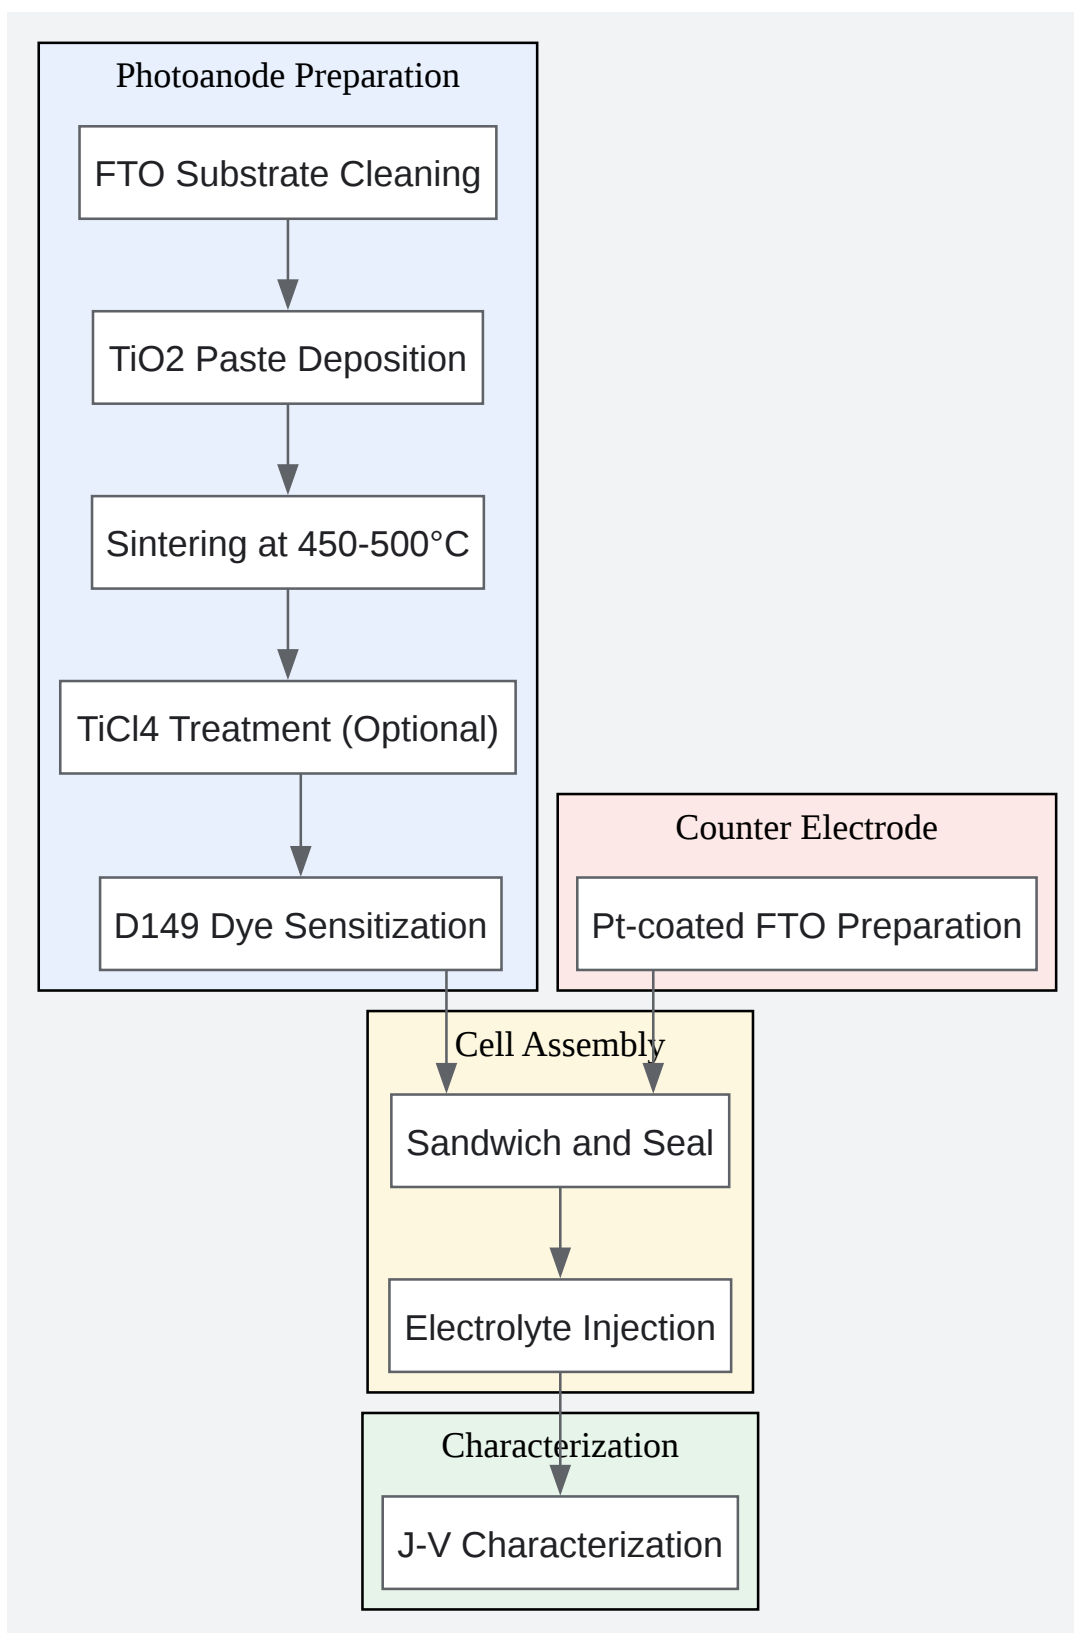 Photoanode Preparation
FTO Substrate Cleaning
TiO2 Paste Deposition
Sintering at 450-500°C
TiCl4 Treatment (Optional)
D149 Dye Sensitization
Counter Electrode
Pt-coated FTO Preparation
Cell Assembly
Sandwich and Seal
Electrolyte Injection
Characterization
J-V Characterization